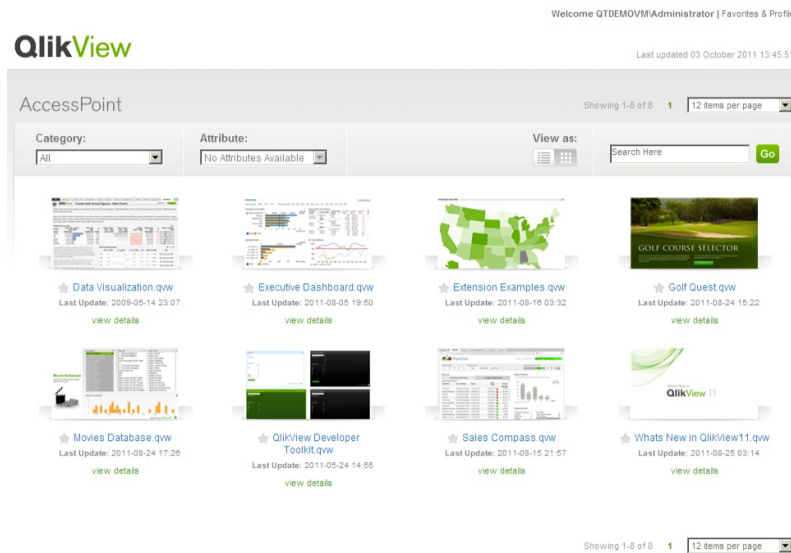 Welcome QTDEMOVM\Administrator | Favorites & Profile
QlikView
Last updated 03 October 2011 13:45:5
AccessPoint
Showing 1-8 of 8 1 12 items per page
Category: Attribute: View as:
All No Attributes Available Search Here Go
GOLF COURSE SELECTOR
Data Visualization.qvw Executive Dashboard.qvw Extension Examples.qvw Golf Quest.qvw
Last Update: 2009-05-14 23:07 Last Update: 2011-08-05 19:50 Last Update: 2011-08-16 03:32 Last Update: 2011-08-24 15:22
view details view details view details view details
Movies Database
What's New in
QlikView 11
Movies Database.qvw QlikView Developer Toolkit.qvw Sales Compass.qvw Whats New in QlikView11.qvw
Last Update: 2011-08-24 17:26 Last Update: 2011-05-24 14:55 Last Update: 2011-08-15 21:57 Last Update: 2011-08-25 03:14
view details view details view details view details
Showing 1-8 of 8 1 12 items per page